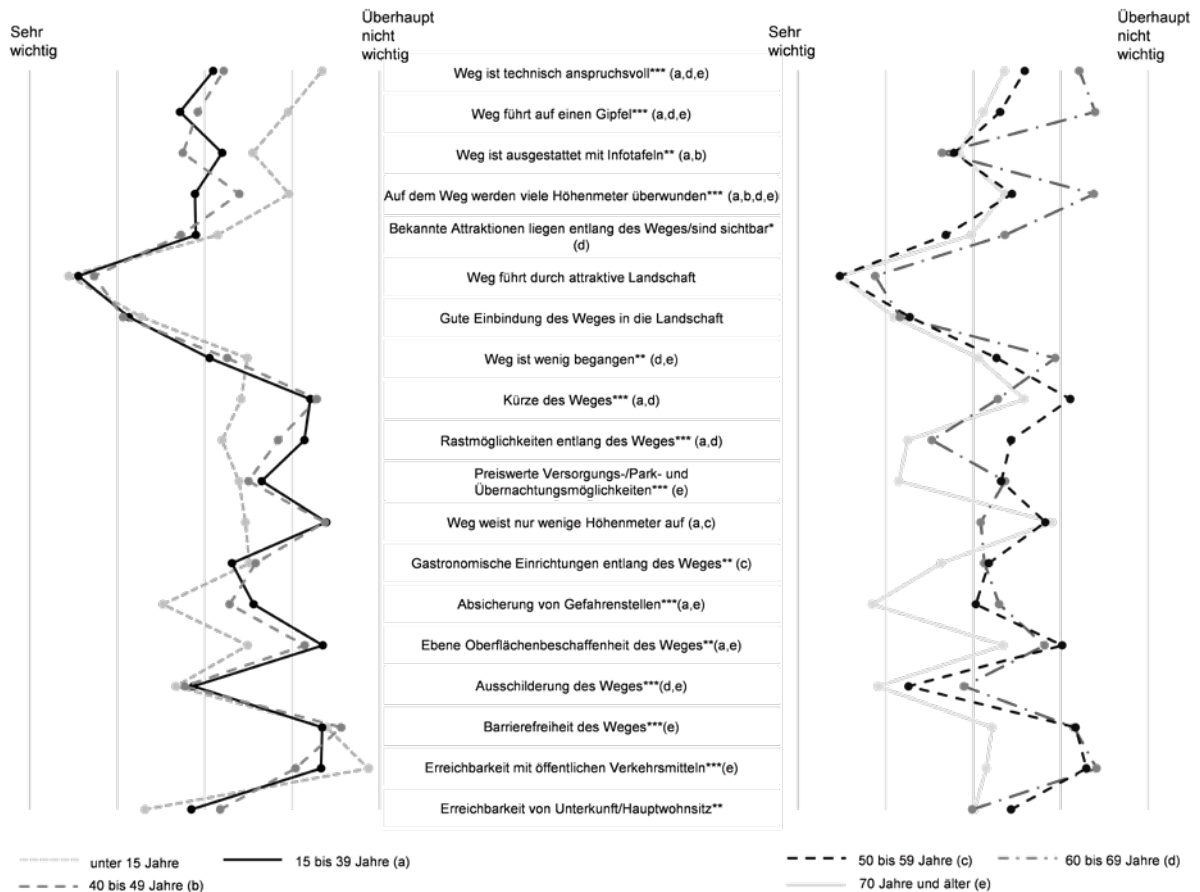 Sehr
wichtig
Überhaupt
nicht
wichtig
Sehr
wichtig
Überhaupt
nicht
wichtig
Weg ist technisch anspruchsvoll*** (a,d,e)
Weg führt auf einen Gipfel*** (a,d,e)
Weg ist ausgestattet mit Infotafeln** (a,b)
Auf dem Weg werden viele Höhenmeter überwunden*** (a,b,d,e)
Bekannte Attraktionen liegen entlang des Weges/sind sichtbar*
(d)
Weg führt durch attraktive Landschaft
Gute Einbindung des Weges in die Landschaft
Weg ist wenig begangen** (d,e)
Kürze des Weges*** (a,d)
Rastmöglichkeiten entlang des Weges*** (a,d)
Preiswerte Versorgungs-/Park- und
Übernachtungsmöglichkeiten*** (e)
Weg weist nur wenige Höhenmeter auf (a,c)
Gastronomische Einrichtungen entlang des Weges** (c)
Absicherung von Gefahrenstellen***(a,e)
Ebene Oberflächenbeschaffenheit des Weges**(a,e)
Ausschilderung des Weges***(d,e)
Barrierefreiheit des Weges***(e)
Erreichbarkeit mit öffentlichen Verkehrsmitteln***(e)
Erreichbarkeit von Unterkunft/Hauptwohnsitz**
unter 15 Jahre
15 bis 39 Jahre (a)
40 bis 49 Jahre (b)
50 bis 59 Jahre (c)
60 bis 69 Jahre (d)
70 Jahre und älter (e)